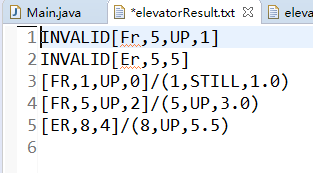 Main.java
*elevatorResult.txt
eleva
1 INVALID[Fr,5,UP,1]
2 INVALID[Er,5,5]
3 [FR,1,UP,0]/(1,STILL,1.0)
4 [FR,5,UP,2]/(5,UP,3.0)
5 [ER,8,4]/(8,UP,5.5)
6